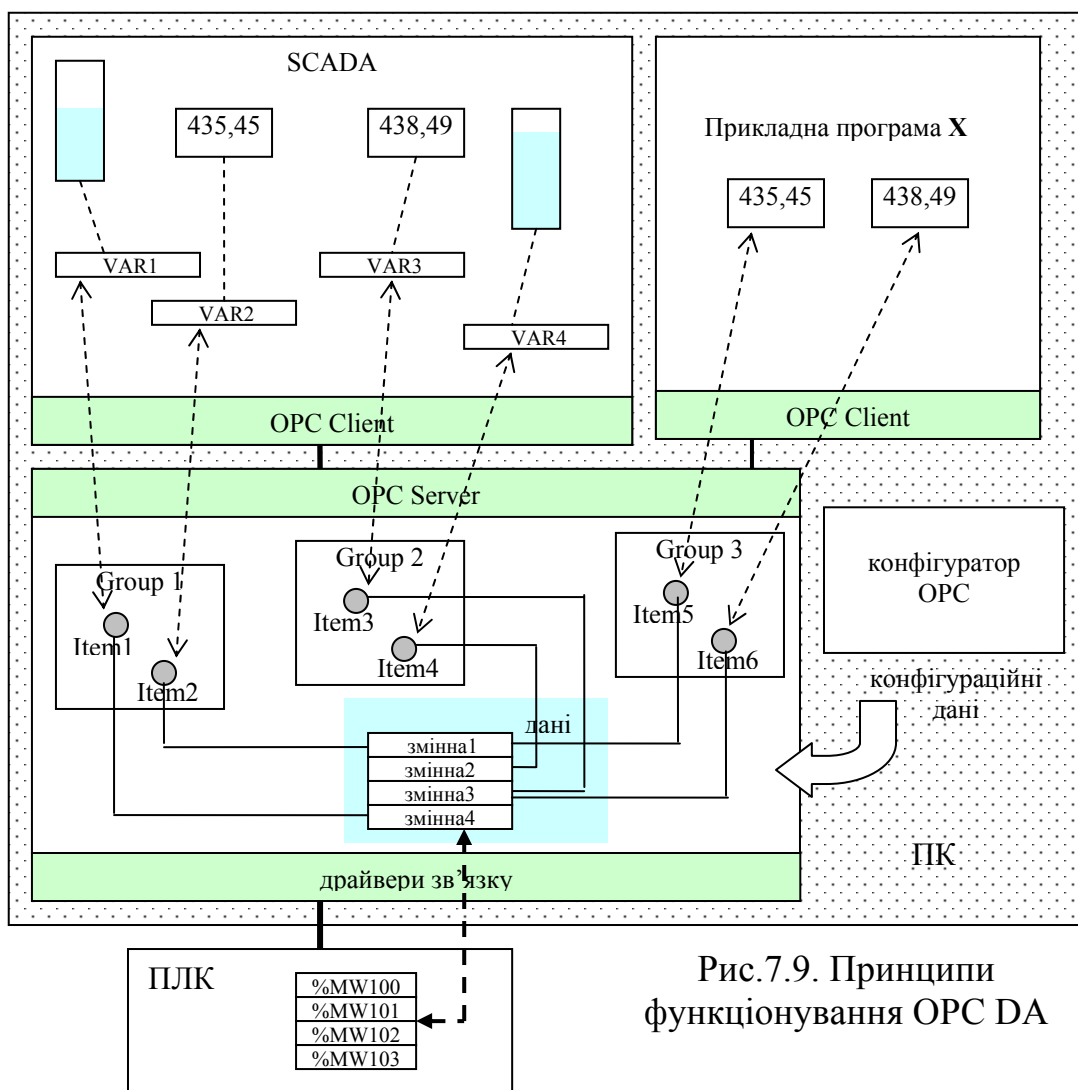 SCADA
435,45
438,49
VAR1
VAR2
VAR3
VAR4
OPC Client
Прикладна програма X
435,45
438,49
OPC Client
OPC Server
Group 1
Item1
Item2
Group 2
Item3
Item4
Group 3
Item5
Item6
дані
змінна1
змінна2
змінна3
змінна4
драйвери зв’язку
конфігуратор
OPC
конфігураційні
дані
ПК
ПЛК
%MW100
%MW101
%MW102
%MW103
Рис.7.9. Принципи
функціонування OPC DA